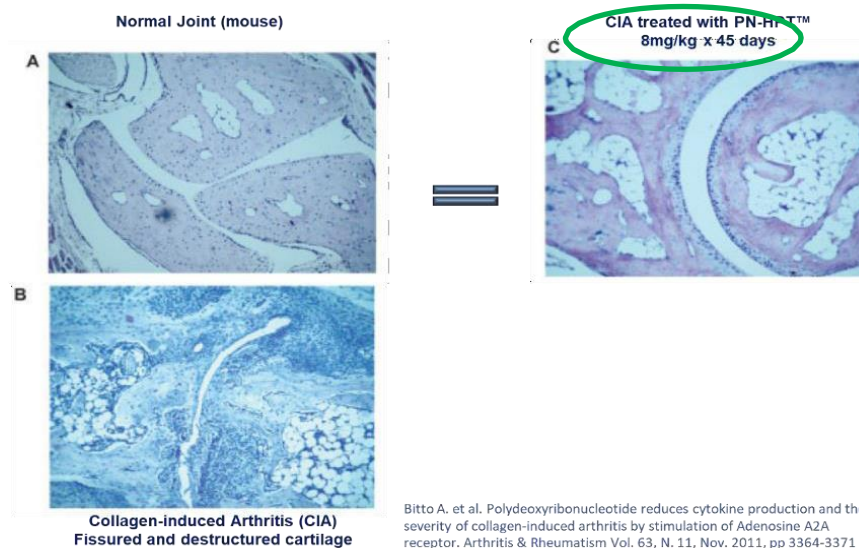 Normal Joint (mouse)
A
B
Collagen-induced Arthritis (CIA)
Fissured and destructured cartilage
CIA treated with PN-HPT™
8mg/kg x 45 days
C
Bitto A. et al. Polydeoxyribonucleotide reduces cytokine production and th
severity of collagen-induced arthritis by stimulation of Adenosine A2A
receptor. Arthritis & Rheumatism Vol. 63, N. 11, Nov. 2011, pp 3364-3371